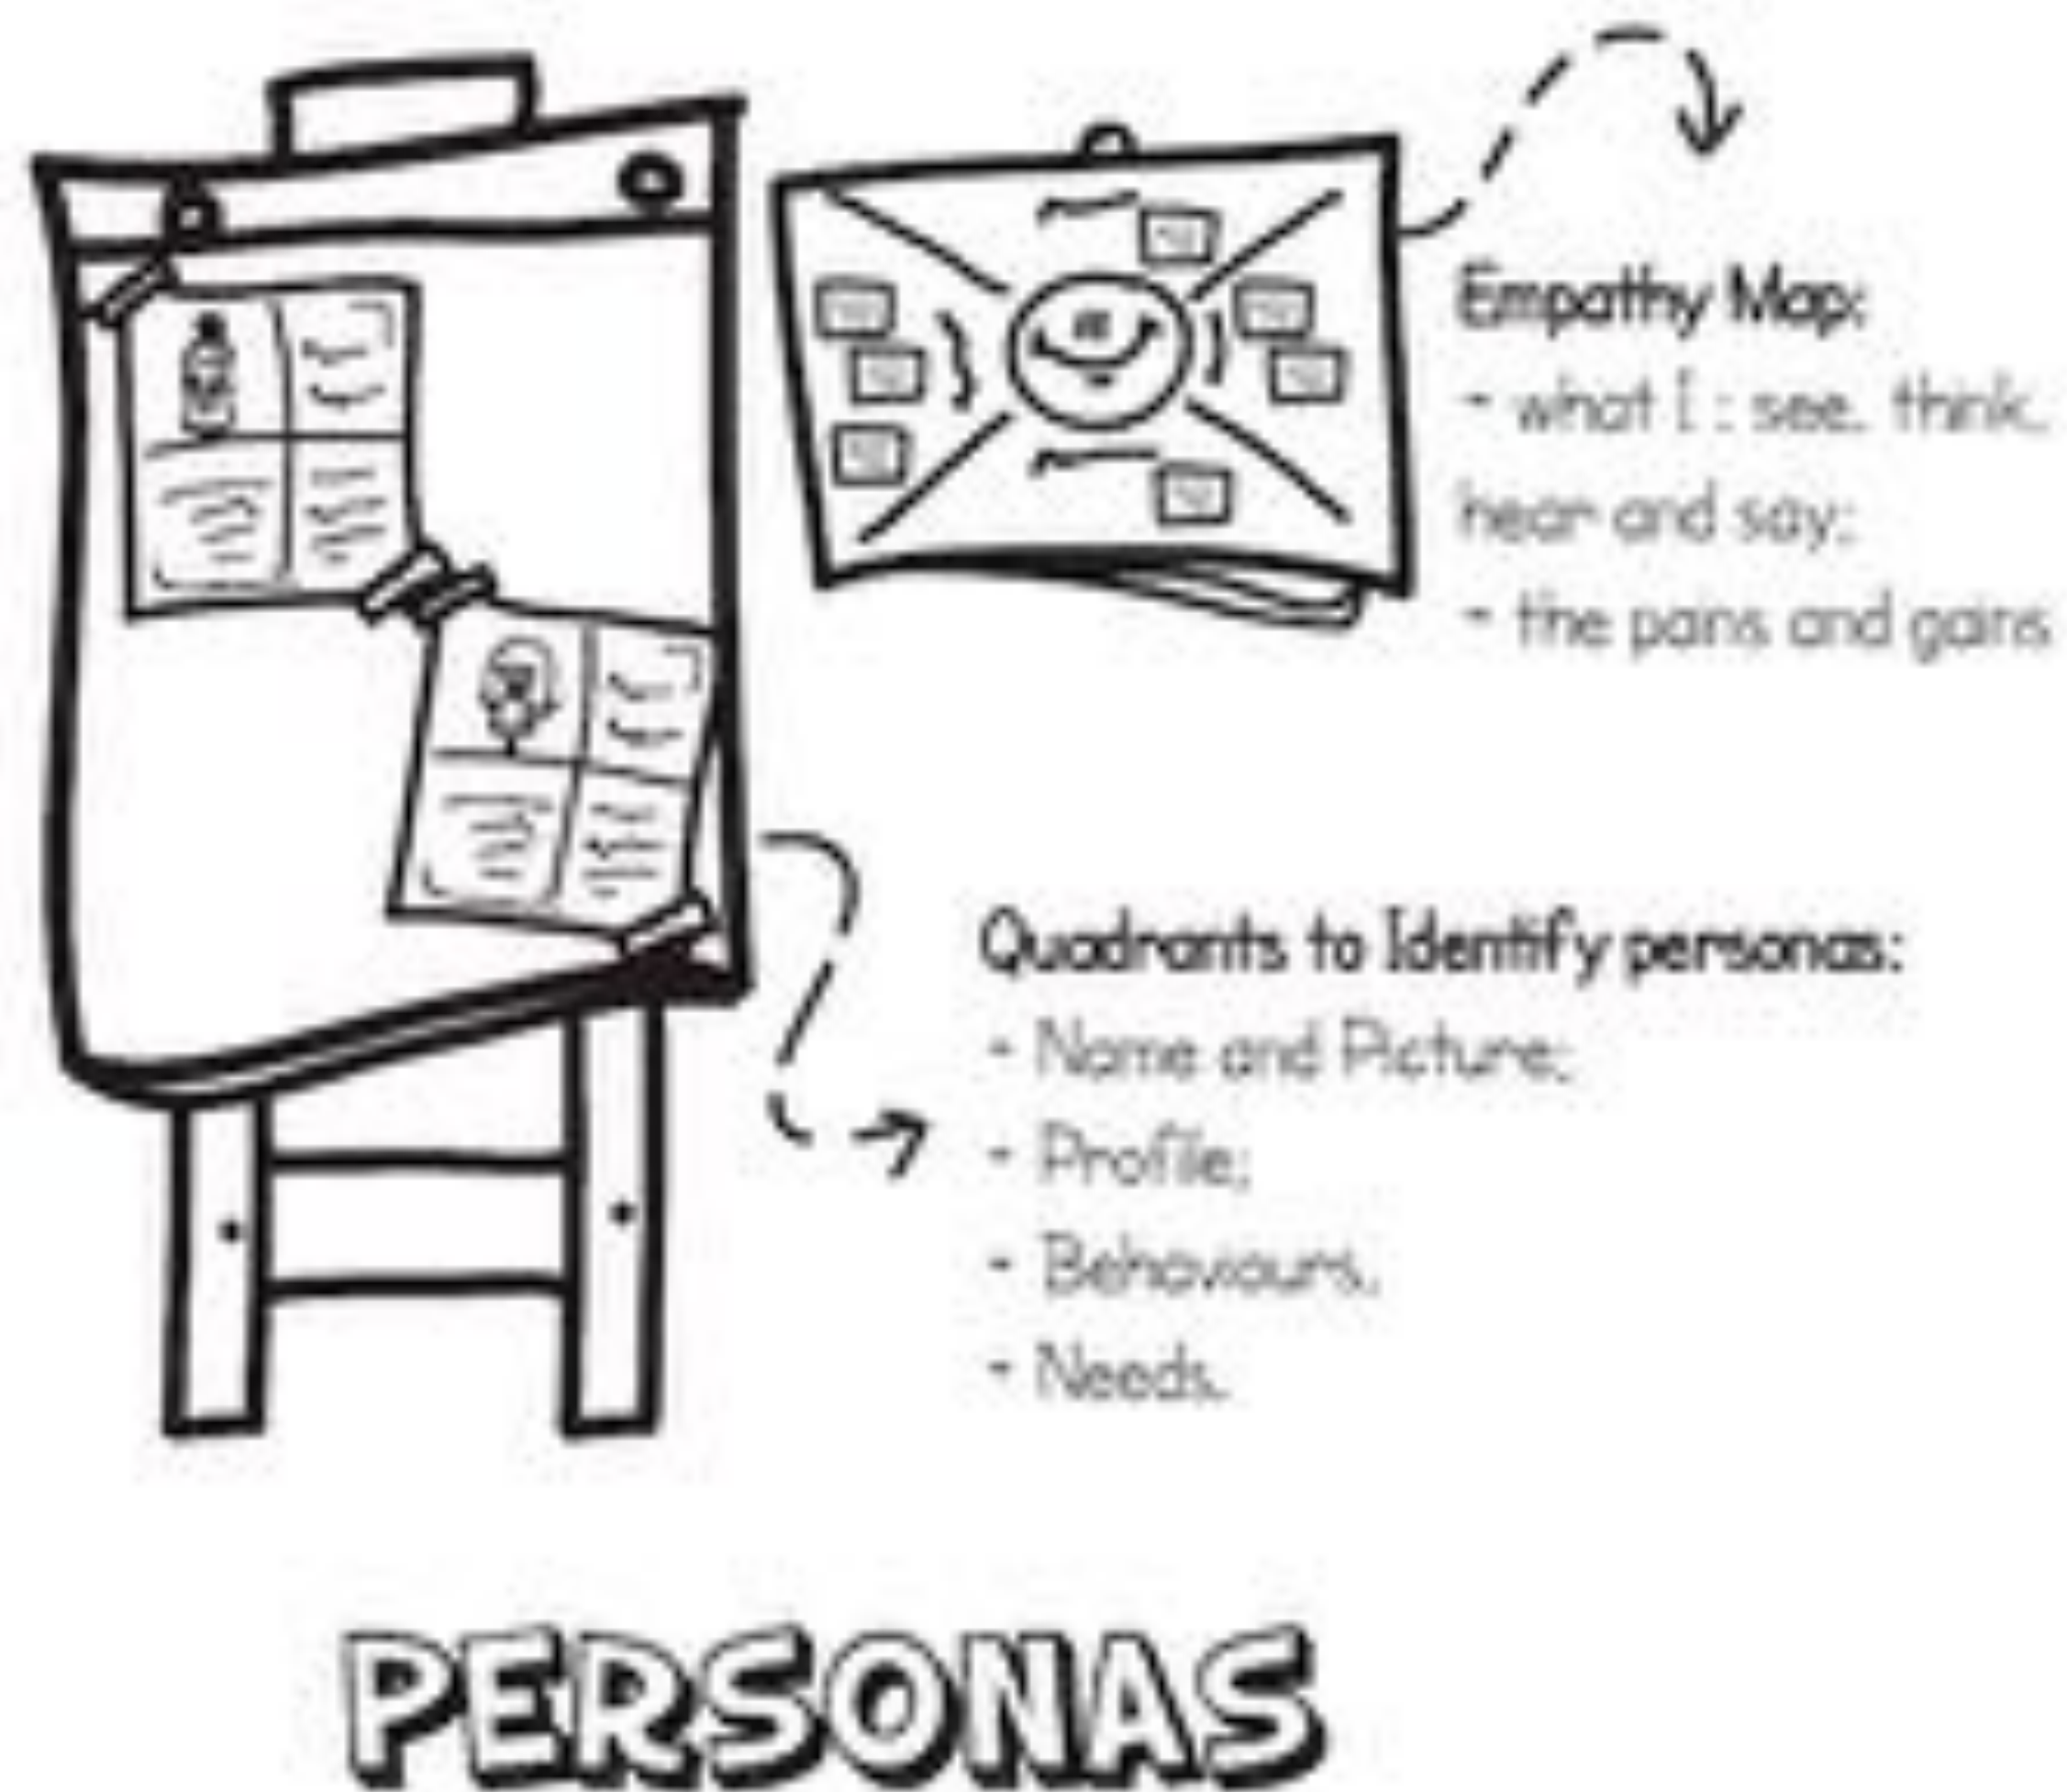 Empathy Map:
- what I : see, think,
hear and say;
- the pains and gains
Quadrants to Identify personas:
- Name and Picture;
- Profile;
- Behaviours,
- Needs.
PERSONAS